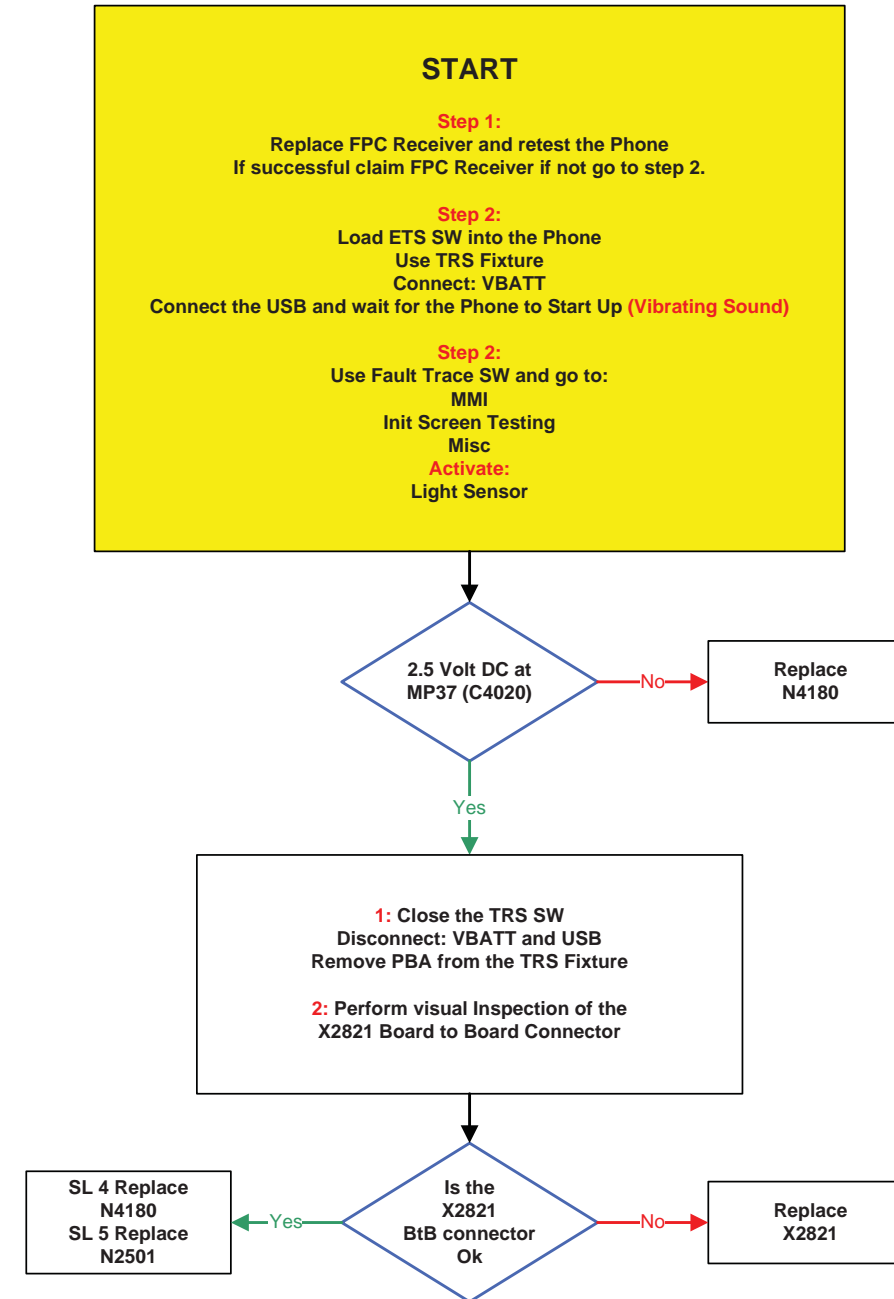 START
Step 1:
Replace FPC Receiver and retest the Phone
If successful claim FPC Receiver if not go to step 2.
Step 2:
Load ETS SW into the Phone
Use TRS Fixture
Connect: VBATT
Connect the USB and wait for the Phone to Start Up (Vibrating Sound)
Step 2:
Use Fault Trace SW and go to:
MMI
Init Screen Testing
Misc
Activate:
Light Sensor
2.5 Volt DC at
MP37 (C4020)
No
Replace
N4180
Yes
1: Close the TRS SW
Disconnect: VBATT and USB
Remove PBA from the TRS Fixture
2: Perform visual Inspection of the
X2821 Board to Board Connector
Is the
X2821
BtB connector
Ok
Yes
SL 4 Replace
N4180
SL 5 Replace
N2501
No
Replace
X2821